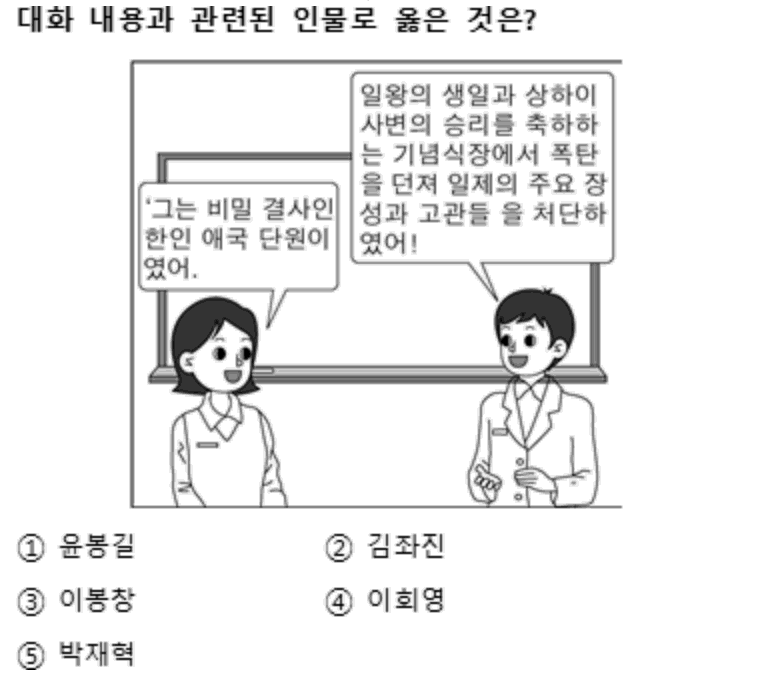 대화 내용과 관련된 인물로 옳은 것은?
일왕의 생일과 상하이
사변의 승리를 축하하
는 기념식장에서 폭탄
을 던져 일제의 주요 장
성과 고관들 을 처단하
였어!
‘그는 비밀 결사인
한인 애국 단원이
였어.
① 윤봉길
② 김좌진
③ 이봉창
④ 이회영
⑤ 박재혁